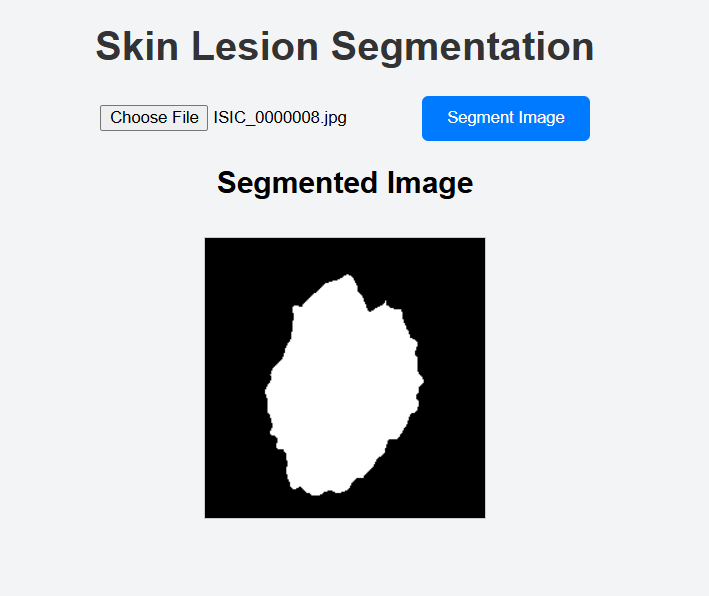 Skin Lesion Segmentation
Choose File ISIC_0000008.jpg Segment Image
Segmented Image